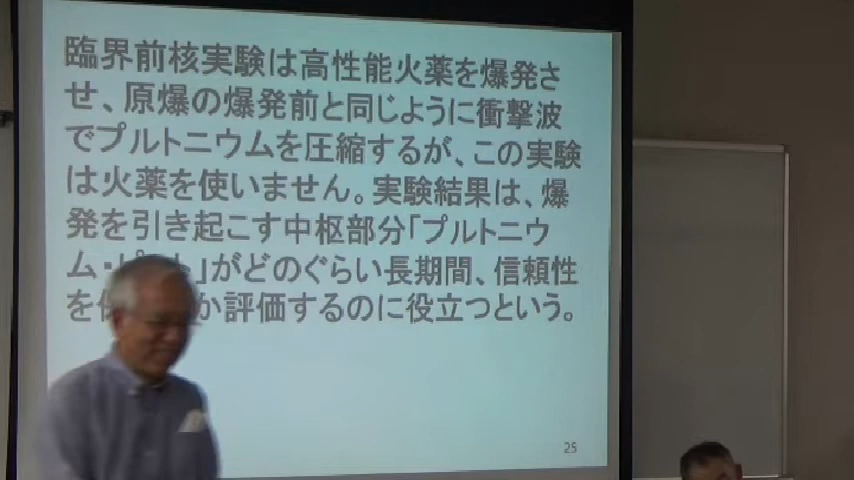 臨界前核実験は高性能火薬を爆発さ
せ、原爆の爆発前と同じように衝撃波
でプルトニウムを圧縮するが、この実験
は火薬を使いません。実験結果は、爆
発を引き起こす中枢部分「プルトニウ
ム・ピット」がどのぐらい長期間、信頼性
を か評価するのに役立つという。
25